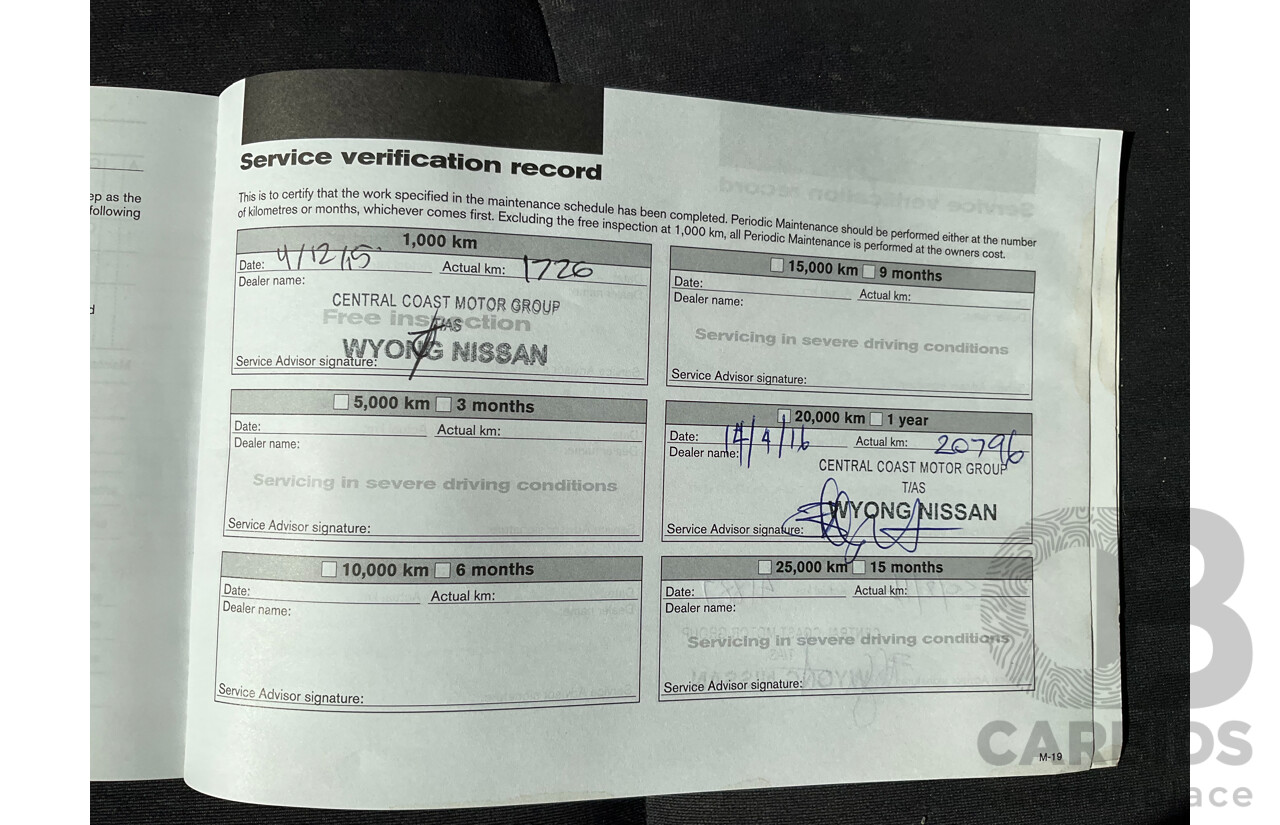 ep as the
following
Service verification record
This is to certify that the work specified in the maintenance schedule has been completed. Periodic Maintenance should be performed either at the number
of kilometres or months, whichever comes first. Excluding the free inspection at 1,000 km, all Periodic Maintenance is performed at the owners cost.
1,000 km
Date: 4/12/15. Actual km: 1726
Dealer name:
CENTRAL COAST MOTOR GROUP
Free inspection
T/AS
WYONG NISSAN
Service Advisor signature:
5,000 km 3 months
Date: Actual km:
Dealer name:
Servicing in severe driving conditions
Service Advisor signature:
10,000 km 6 months
Date: Actual km:
Dealer name:
Service Advisor signature:
15,000 km 9 months
Date: Actual km:
Dealer name:
Servicing in severe driving conditions
Service Advisor signature:
20,000 km 1 year
Date: 14/4/16 Actual km: 20796
Dealer name:
CENTRAL COAST MOTOR GROUP
T/AS
WYONG NISSAN
Service Advisor signature:
25,000 km 15 months
Date: Actual km:
Dealer name:
Servicing in severe driving conditions
Service Advisor signature:
M-19
CB